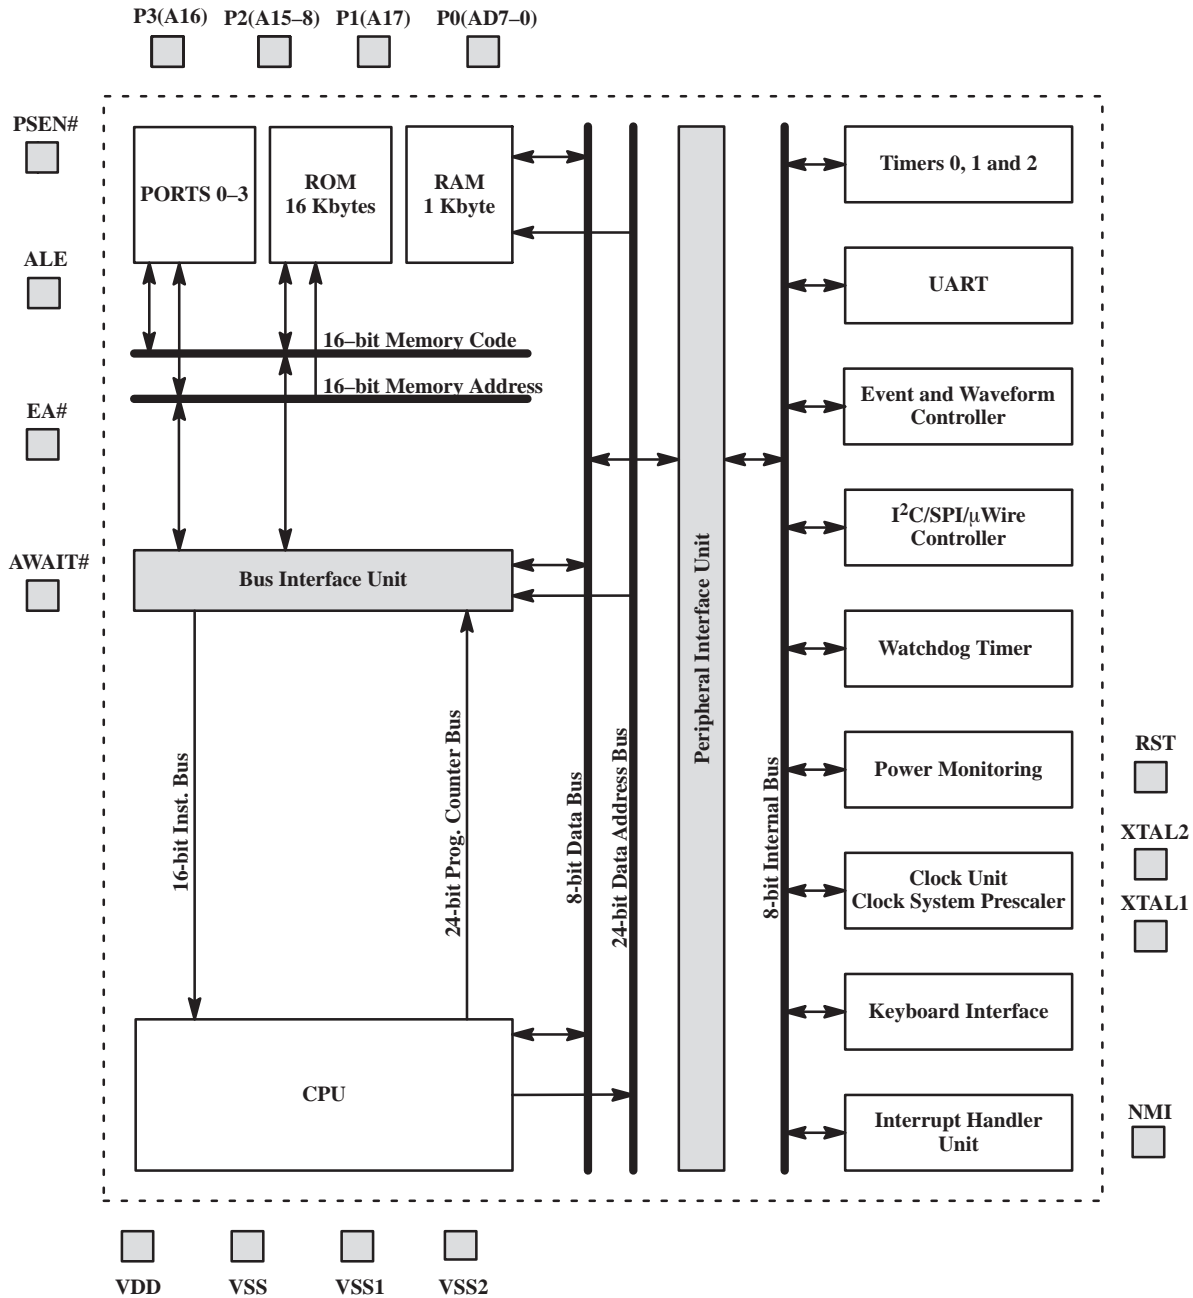 P3(A16) P2(A15–8) P1(A17) P0(AD7–0)
PSEN#
ALE
EA#
AWAIT#
PORTS 0–3
ROM
16 Kbytes
RAM
1 Kbyte
16–bit Memory Code
16–bit Memory Address
Bus Interface Unit
16-bit Inst. Bus
24-bit Prog. Counter Bus
8-bit Data Bus
24-bit Data Address Bus
Peripheral Interface Unit
8-bit Internal Bus
CPU
Timers 0, 1 and 2
UART
Event and Waveform
Controller
I²C/SPI/μWire
Controller
Watchdog Timer
Power Monitoring
Clock Unit
Clock System Prescaler
Keyboard Interface
Interrupt Handler
Unit
RST
XTAL2
XTAL1
NMI
VDD VSS VSS1 VSS2